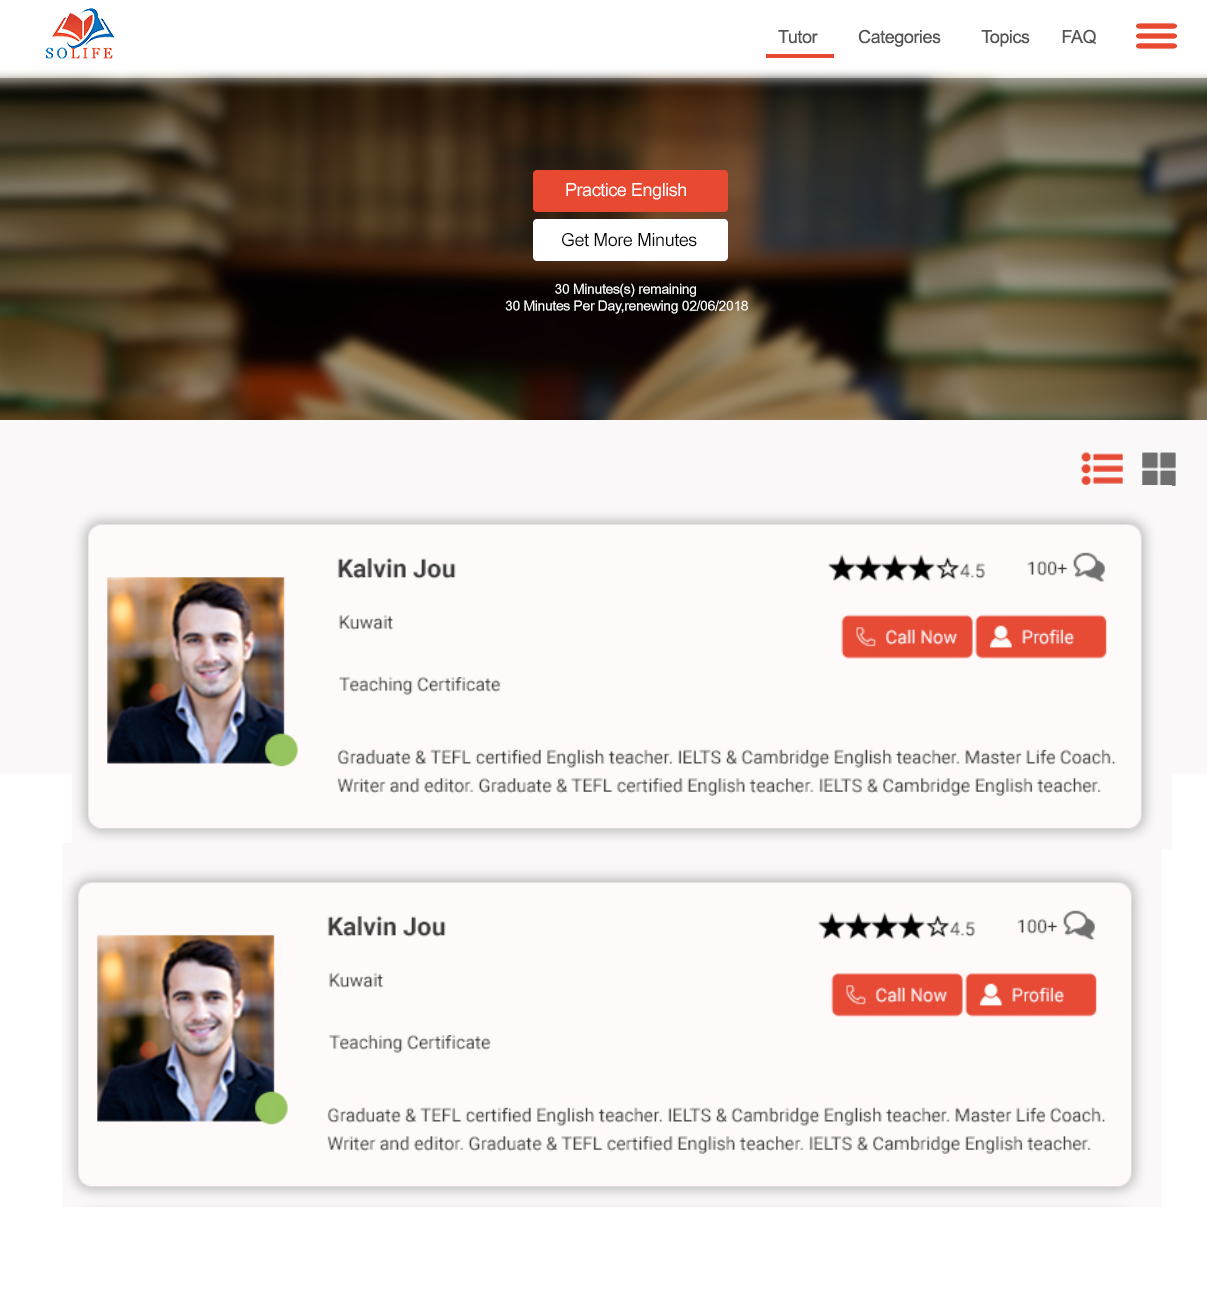 SOLIFE
Tutor Categories Topics FAQ
Practice English
Get More Minutes
30 Minutes(s) remaining
30 Minutes Per Day,renewing 02/06/2018
Kalvin Jou
4.5
100+
Kuwait
Call Now
Profile
Teaching Certificate
Graduate & TEFL certified English teacher. IELTS & Cambridge English teacher. Master Life Coach.
Writer and editor. Graduate & TEFL certified English teacher. IELTS & Cambridge English teacher.
Kalvin Jou
4.5
100+
Kuwait
Call Now
Profile
Teaching Certificate
Graduate & TEFL certified English teacher. IELTS & Cambridge English teacher. Master Life Coach.
Writer and editor. Graduate & TEFL certified English teacher. IELTS & Cambridge English teacher.